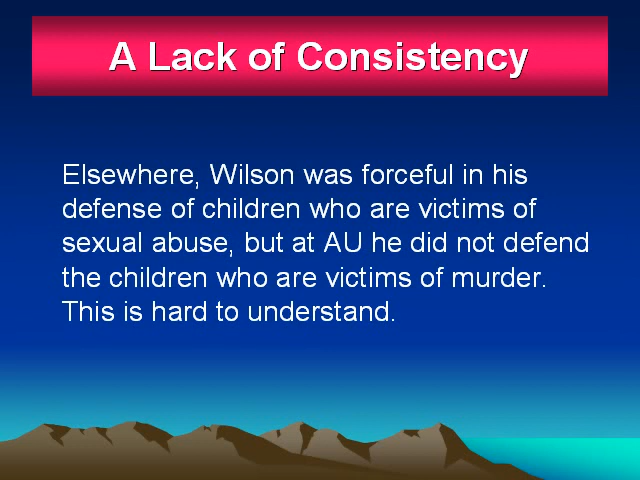 A Lack of Consistency
Elsewhere, Wilson was forceful in his
defense of children who are victims of
sexual abuse, but at AU he did not defend
the children who are victims of murder.
This is hard to understand.